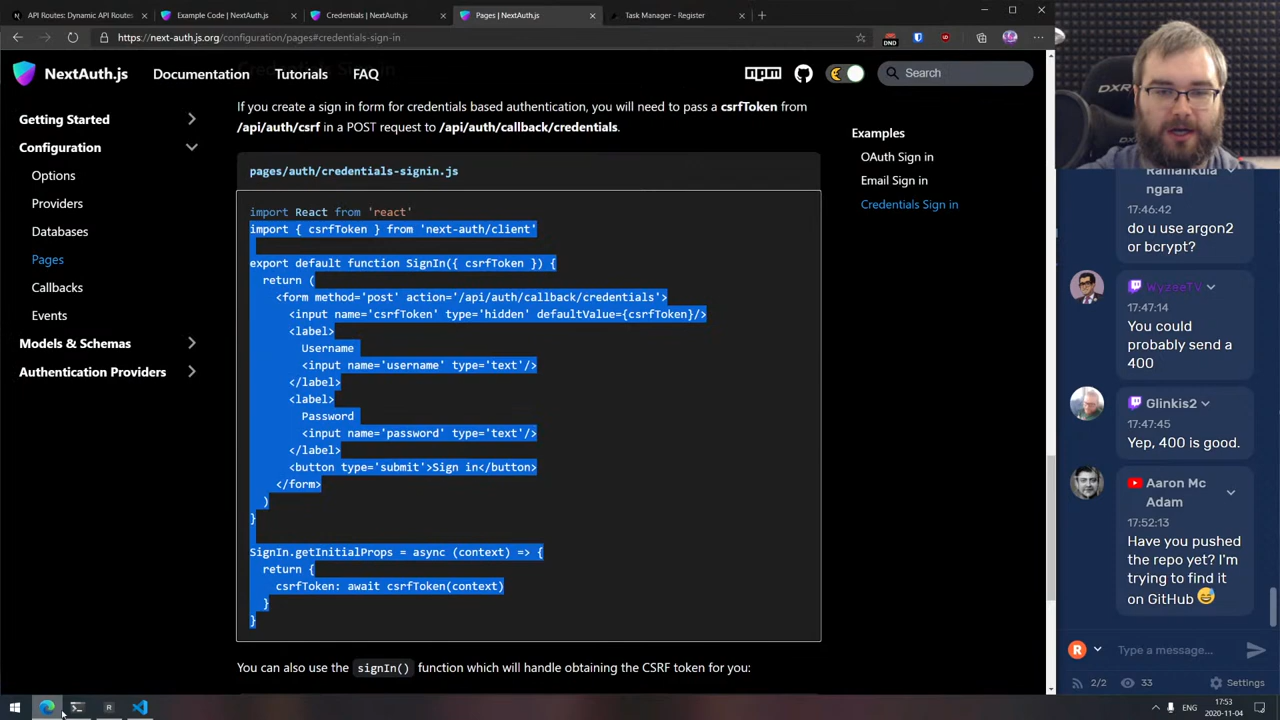 API Routes: Dynamic API Routes
Example Code | NextAuth.js
Credentials | NextAuth.js
Pages | NextAuth.js
Task Manager - Register
https://next-auth.js.org/configuration/pages#credentials-sign-in
DND
NextAuth.js
Documentation
Tutorials
FAQ
npm
Search
Getting Started
Configuration
Options
Providers
Databases
Pages
Callbacks
Events
Models & Schemas
Authentication Providers
If you create a sign in form for credentials based authentication, you will need to pass a csrfToken from
/api/auth/csrf in a POST request to /api/auth/callback/credentials.
pages/auth/credentials-signin.js
import React from 'react'
import { csrfToken } from 'next-auth/client'
export default function SignIn({ csrfToken }) {
return (
<form method='post' action='/api/auth/callback/credentials'>
<input name='csrfToken' type='hidden' defaultValue={csrfToken}/>
<label>
Username
<input name='username' type='text'/>
</label>
<label>
Password
<input name='password' type='text'/>
</label>
<button type='submit'>Sign in</button>
</form>
)
}
SignIn.getInitialProps = async (context) => {
return {
csrfToken: await csrfToken(context)
}
}
You can also use the signIn() function which will handle obtaining the CSRF token for you:
Examples
OAuth Sign in
Email Sign in
Credentials Sign in
DXR
Ramankula
ngara
17:46:42
do u use argon2
or bcrypt?
WyzeeTV
17:47:14
You could
probably send a
400
Glinkis2
17:47:45
Yep, 400 is good.
Aaron Mc
Adam
17:52:13
Have you pushed
the repo yet? I'm
trying to find it
on GitHub 😅
R
Type a message...
2/2
33
Settings
ENG
17:53
2020-11-04